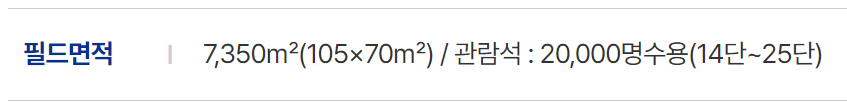 필드면적 | 7,350m²(105×70m²) / 관람석 : 20,000명수용(14단~25단)